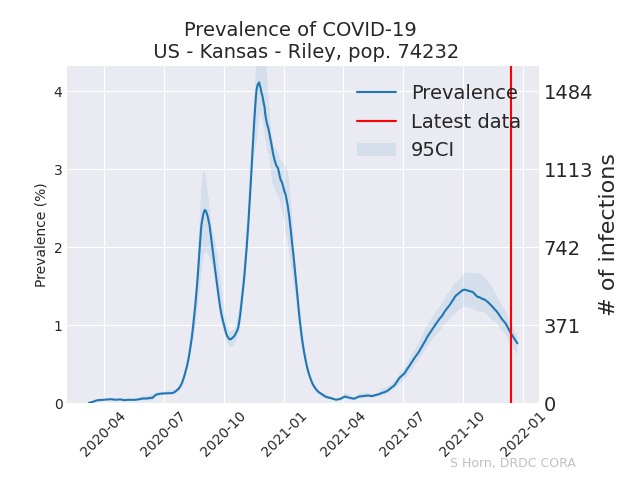 Prevalence of COVID-19
US - Kansas - Riley, pop. 74232
Prevalence
Latest data
95CI
Prevalence (%)
4
3
2
1
0
1484
1113
742
371
0
# of infections
2020-04
2020-07
2020-10
2021-01
2021-04
2021-07
2021-10
2022-01
S Horn, DRDC CORA